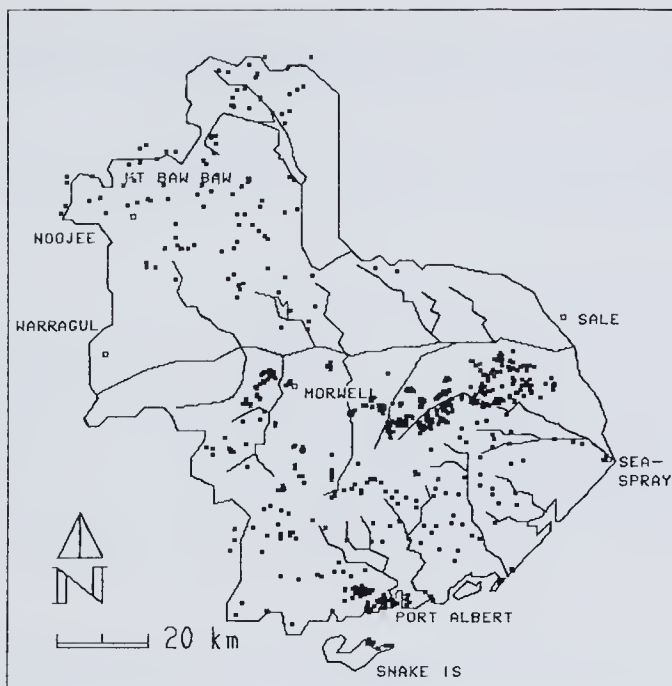 MT BAW BAW
NOOJEE
WARRAGUL
SALE
MORWELL
SEA-
SPRAY
N
PORT ALBERT
20 km
SNAKE IS